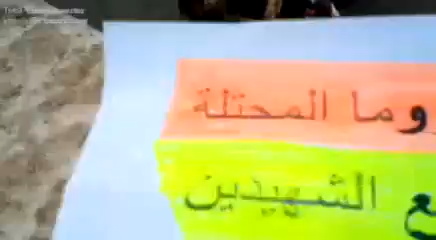 وما المحتلة
ع الشهيدين